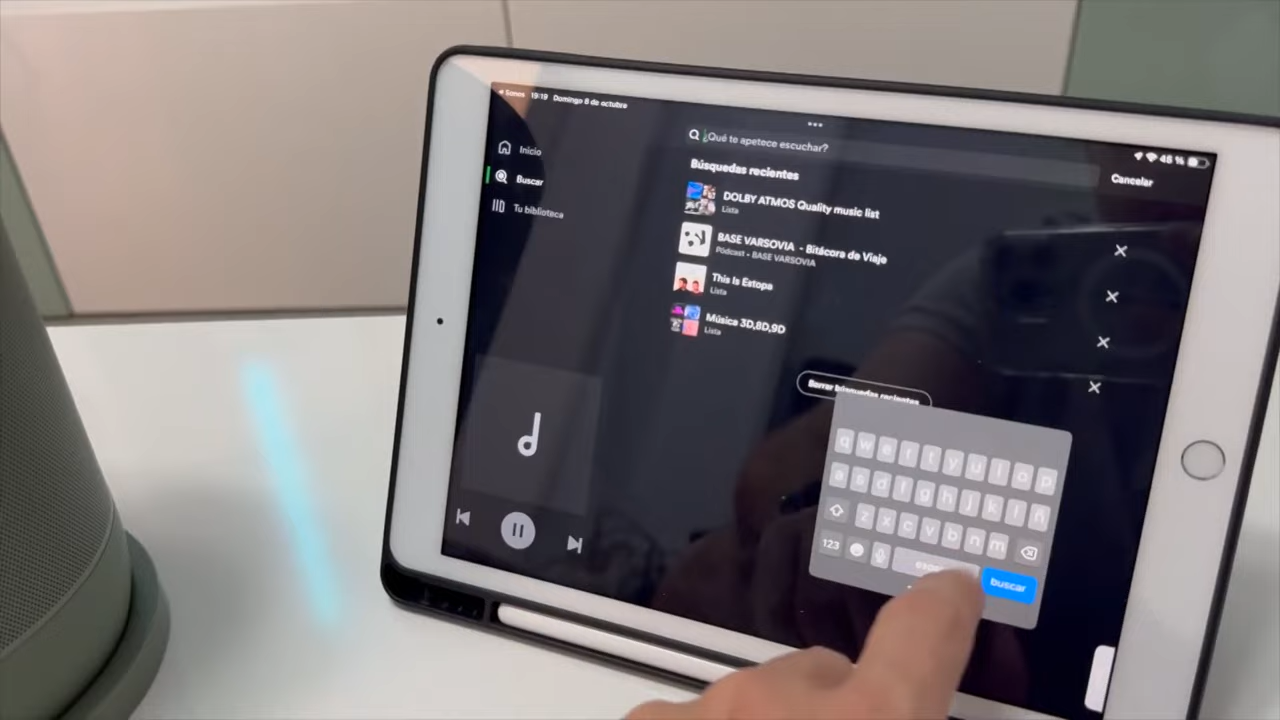 Sonos 19:19 Domingo 8 de octubre
46 %
Inicio
Buscar
Tu biblioteca
¿Qué te apetece escuchar?
Cancelar
Búsquedas recientes
DOLBY ATMOS Quality music list
Lista
BASE VARSOVIA - Bitácora de Viaje
Pódcast • BASE VARSOVIA
This Is Estopa
Lista
Música 3D,8D,9D
Lista
Borrar búsquedas recientes
q w e r t y u i o p
a s d f g h j k l ñ
z x c v b n m
123
buscar